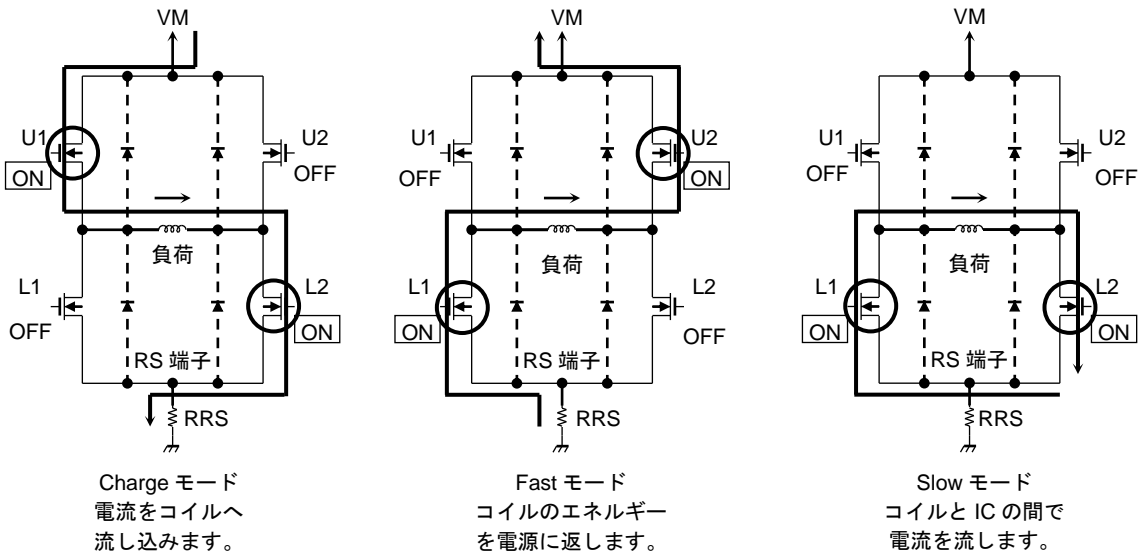 VM
U1
ON
U2
OFF
負荷
L1
OFF
L2
ON
RS 端子
RRS
Charge モード
電流をコイルへ
流し込みます。
VM
U1
OFF
U2
ON
負荷
L1
ON
L2
OFF
RS 端子
RRS
Fast モード
コイルのエネルギー
を電源に返します。
VM
U1
OFF
U2
OFF
負荷
L1
ON
L2
ON
RS 端子
RRS
Slow モード
コイルと IC の間で
電流を流します。